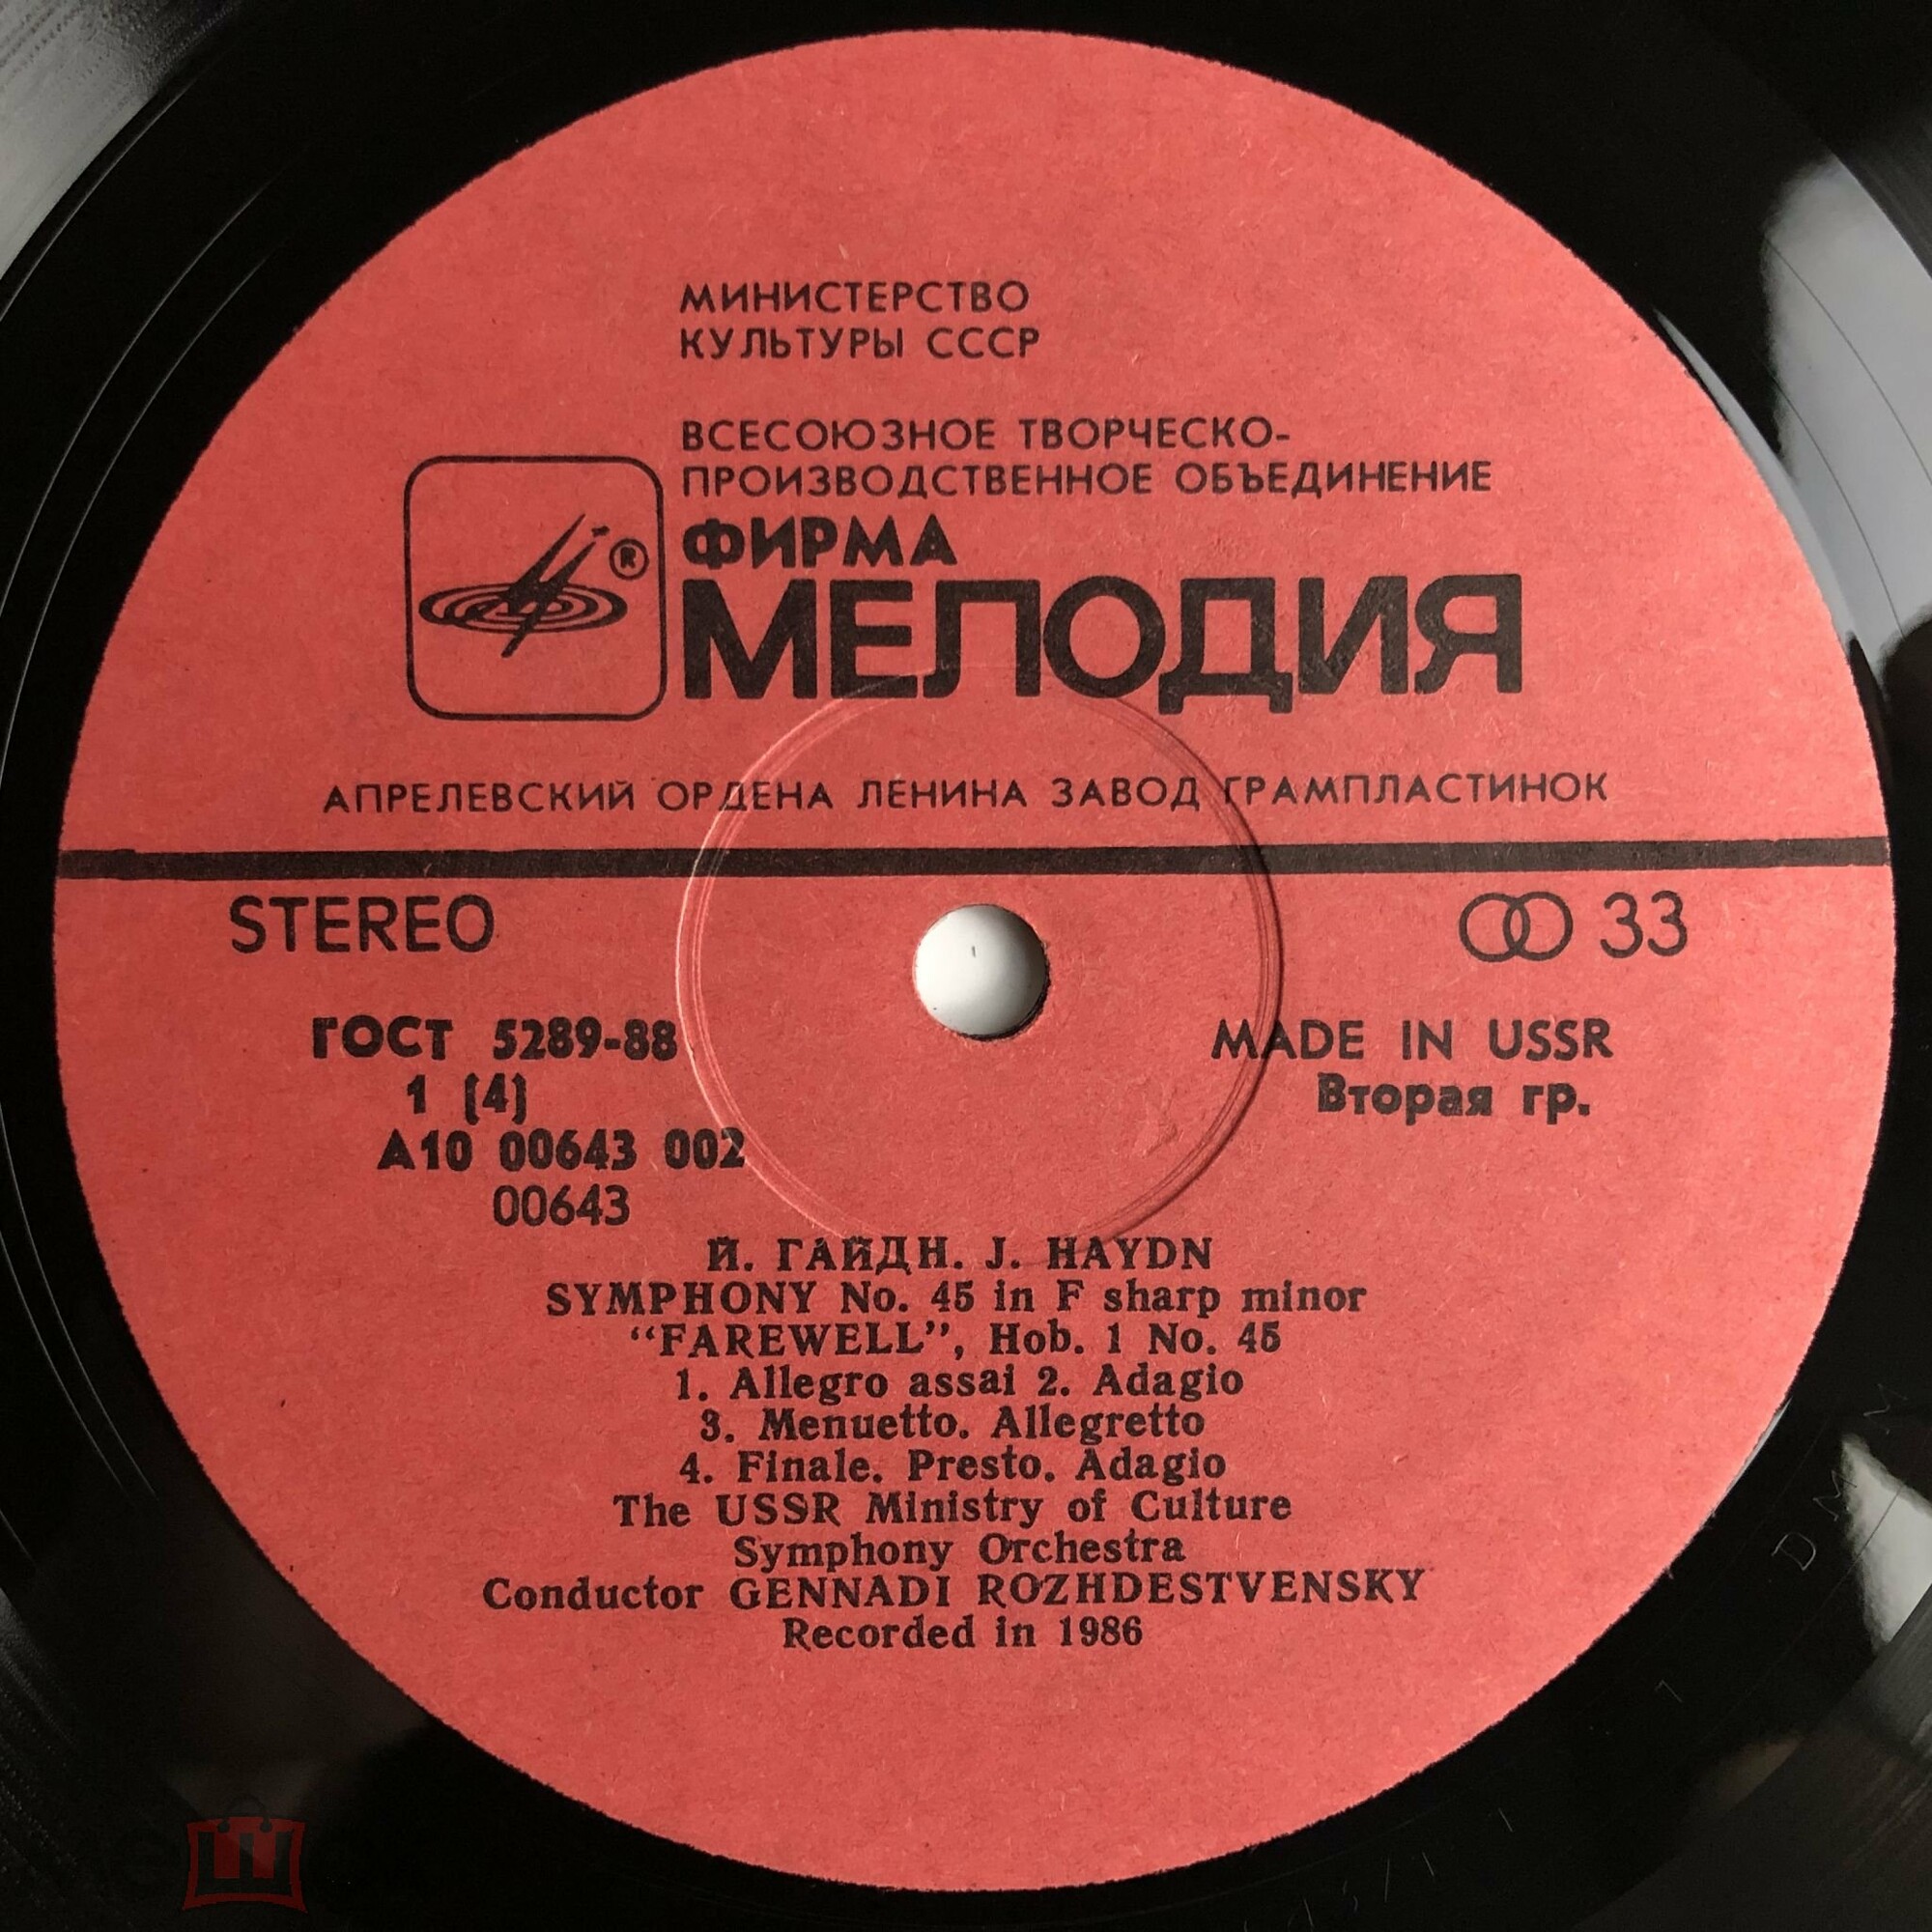 МИНИСТЕРСТВО
КУЛЬТУРЫ СССР
ВСЕСОЮЗНОЕ ТВОРЧЕСКО-
ПРОИЗВОДСТВЕННОЕ ОБЪЕДИНЕНИЕ
®
ФИРМА
МЕЛОДИЯ
АПРЕЛЕВСКИЙ ОРДЕНА ЛЕНИНА ЗАВОД ГРАМПЛАСТИНОК
STEREO
33
ГОСТ 5289-88
MADE IN USSR
1 (4)
Вторая гр.
А10 00643 002
00643
Й. ГАЙДН. J. HAYDN
SYMPHONY No. 45 in F sharp minor
“FAREWELL”, Hob. 1 No. 45
1. Allegro assai 2. Adagio
3. Menuetto. Allegretto
4. Finale. Presto. Adagio
The USSR Ministry of Culture
Symphony Orchestra
Conductor GENNADI ROZHDESTVENSKY
Recorded in 1986
DMM